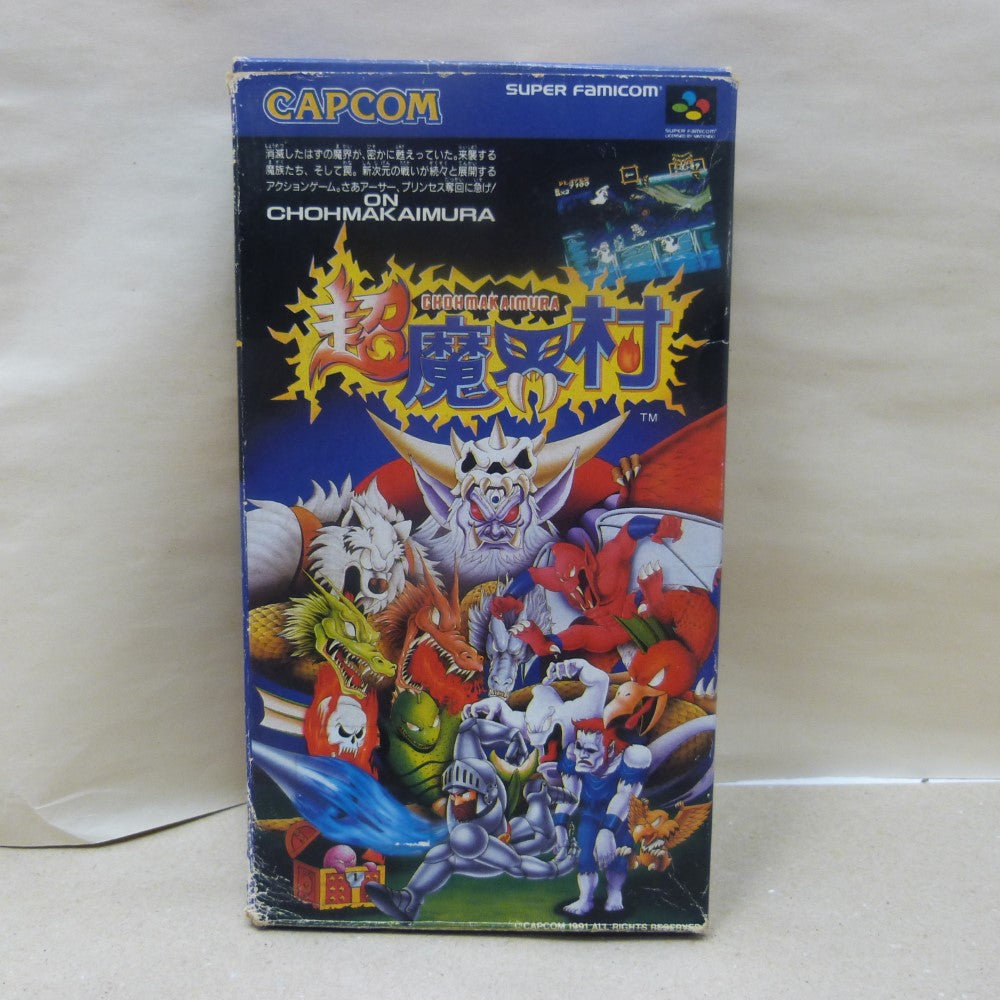 CAPCOM
SUPER FAMICOM
SUPER FAMICOM
LICENSED BY NINTENDO
消滅したはずの魔界が、密かに甦えっていた。来襲する
魔族たち、そして罠。新次元の戦いが続々と展開する
アクションゲーム。さあアーサー、プリンセス奪回に急げ!
ON
CHOHMAKAIMURA
CHOHMAKAIMURA
超魔界村
TM
©CAPCOM 1991 ALL RIGHTS RESERVED